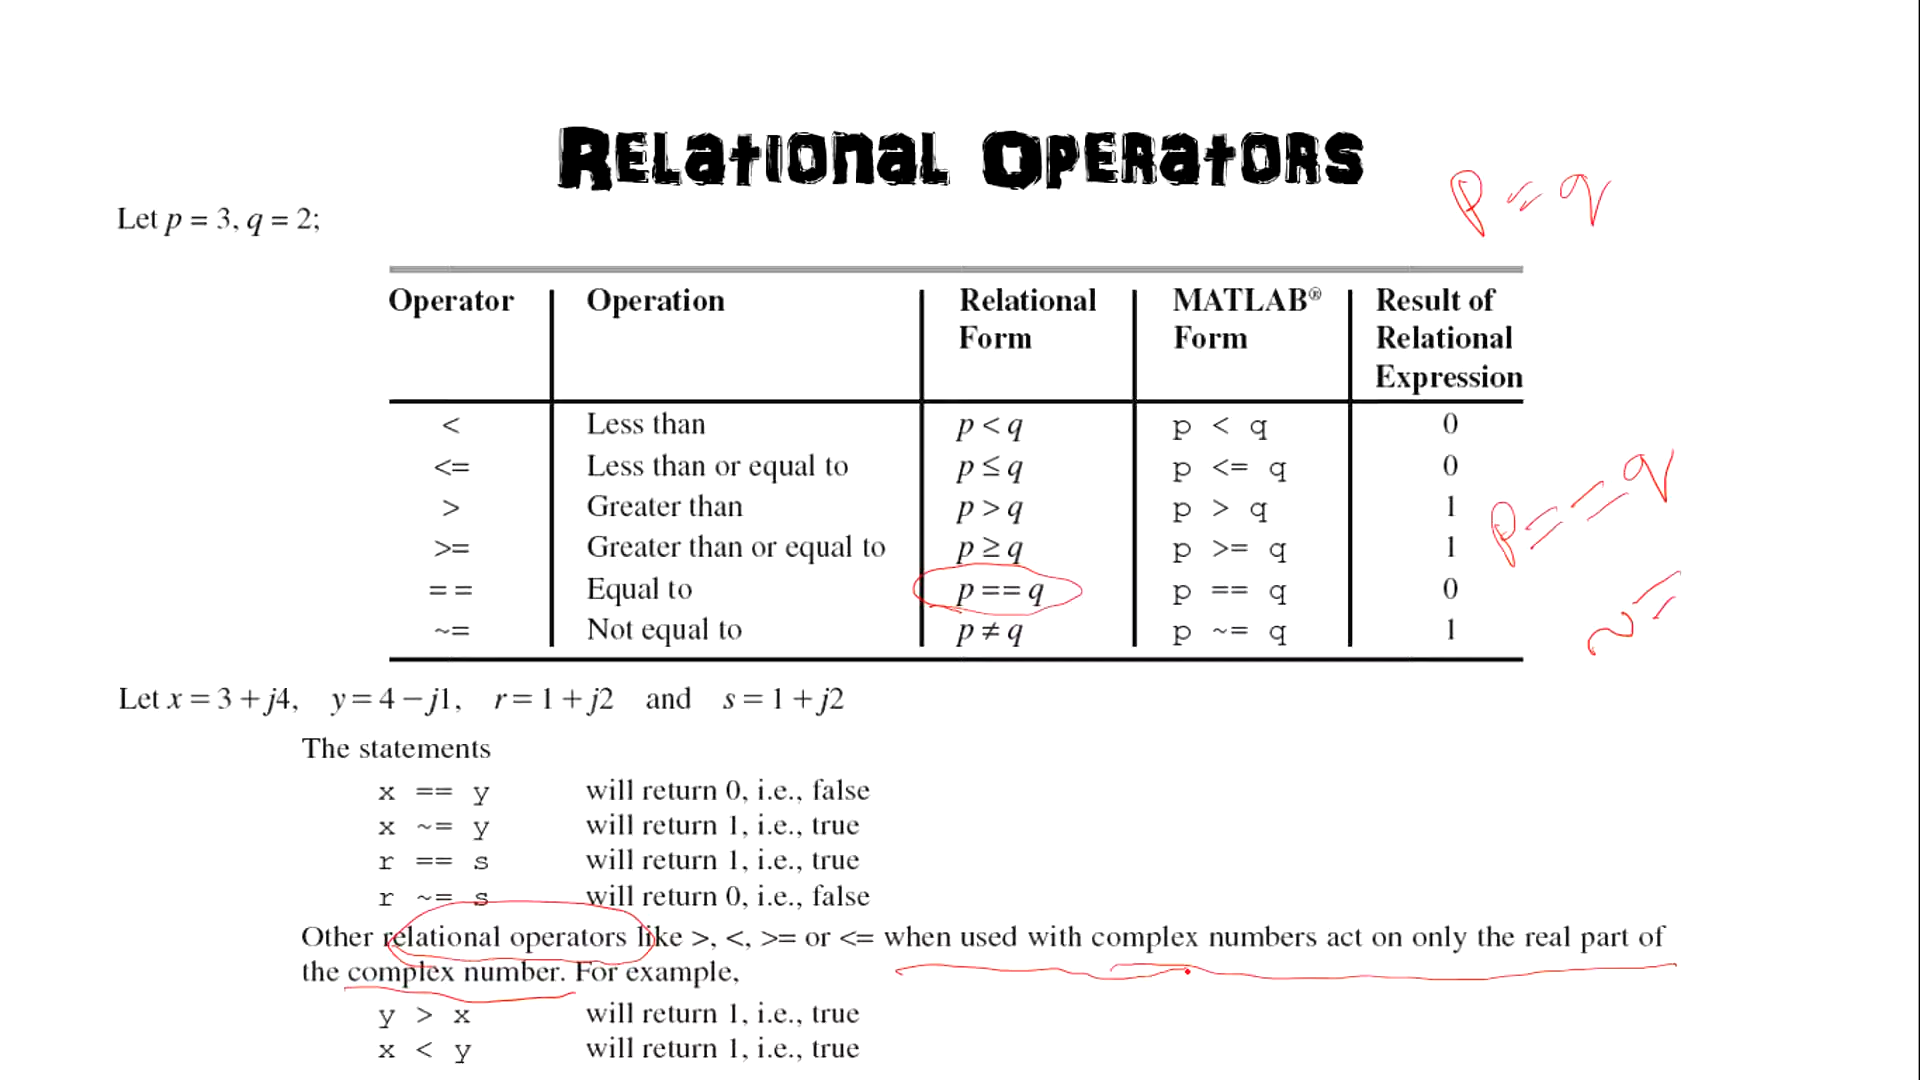 Relational Operators
p = q
Let p = 3, q = 2;
Operator Operation Relational Form MATLAB® Form Result of Relational Expression
< Less than p < q p < q 0
<= Less than or equal to p ≤ q p <= q 0
> Greater than p > q p > q 1
>= Greater than or equal to p ≥ q p >= q 1
== Equal to p == q p == q 0
~= Not equal to p ≠ q p ~= q 1
p == q
~=
Let x = 3 + j4, y = 4 − j1, r = 1 + j2 and s = 1 + j2
The statements
x == y will return 0, i.e., false
x ~= y will return 1, i.e., true
r == s will return 1, i.e., true
r ~= s will return 0, i.e., false
Other relational operators like >, <, >= or <= when used with complex numbers act on only the real part of
the complex number. For example,
y > x will return 1, i.e., true
x < y will return 1, i.e., true